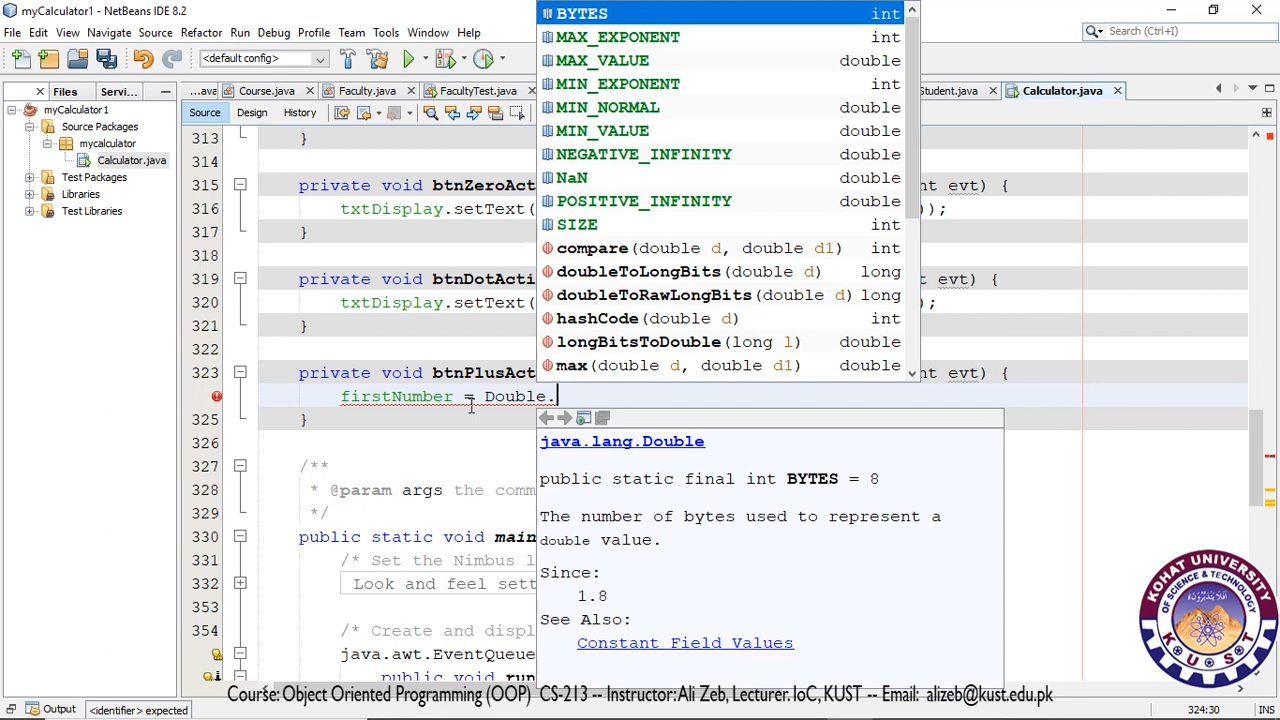 myCalculator1 - NetBeans IDE 8.2
File Edit View Navigate Source Refactor Run Debug Profile Team Tools Window Help
Search (Ctrl+I)
<default config>
Files Servi...
...ava Course.java Faculty.java FacultyTest.java Student.java Calculator.java
Source Design History
myCalculator1
Source Packages
mycalculator
Calculator.java
Test Packages
Libraries
Test Libraries
313 }
314
315 private void btnZeroAct nt evt) {
316 txtDisplay.setText( ));
317 }
318
319 private void btnDotActi evt) {
320 txtDisplay.setText( );
321 }
322
323 private void btnPlusAct nt evt) {
firstNumber = Double.
325 }
326
327 /**
328 * @param args the comm
329 */
330 public static void main
331 /* Set the Nimbus l
332 Look and feel sett
353
354 /* Create and displ
java.awt.EventQueue
public void run
BYTES int
MAX_EXPONENT int
MAX_VALUE double
MIN_EXPONENT int
MIN_NORMAL double
MIN_VALUE double
NEGATIVE_INFINITY double
NaN double
POSITIVE_INFINITY double
SIZE int
compare(double d, double d1) int
doubleToLongBits(double d) long
doubleToRawLongBits(double d) long
hashCode(double d) int
longBitsToDouble(long l) double
max(double d, double d1) double
java.lang.Double
public static final int BYTES = 8
The number of bytes used to represent a
double value.
Since:
1.8
See Also:
Constant Field Values
KOHAT UNIVERSITY
OF SCIENCE & TECHNOLOGY
K U S T
Course: Object Oriented Programming (OOP) CS-213 -- Instructor: Ali Zeb, Lecturer, IoC, KUST -- Email: alizeb@kust.edu.pk
Output <identifier> expected 324:30 INS